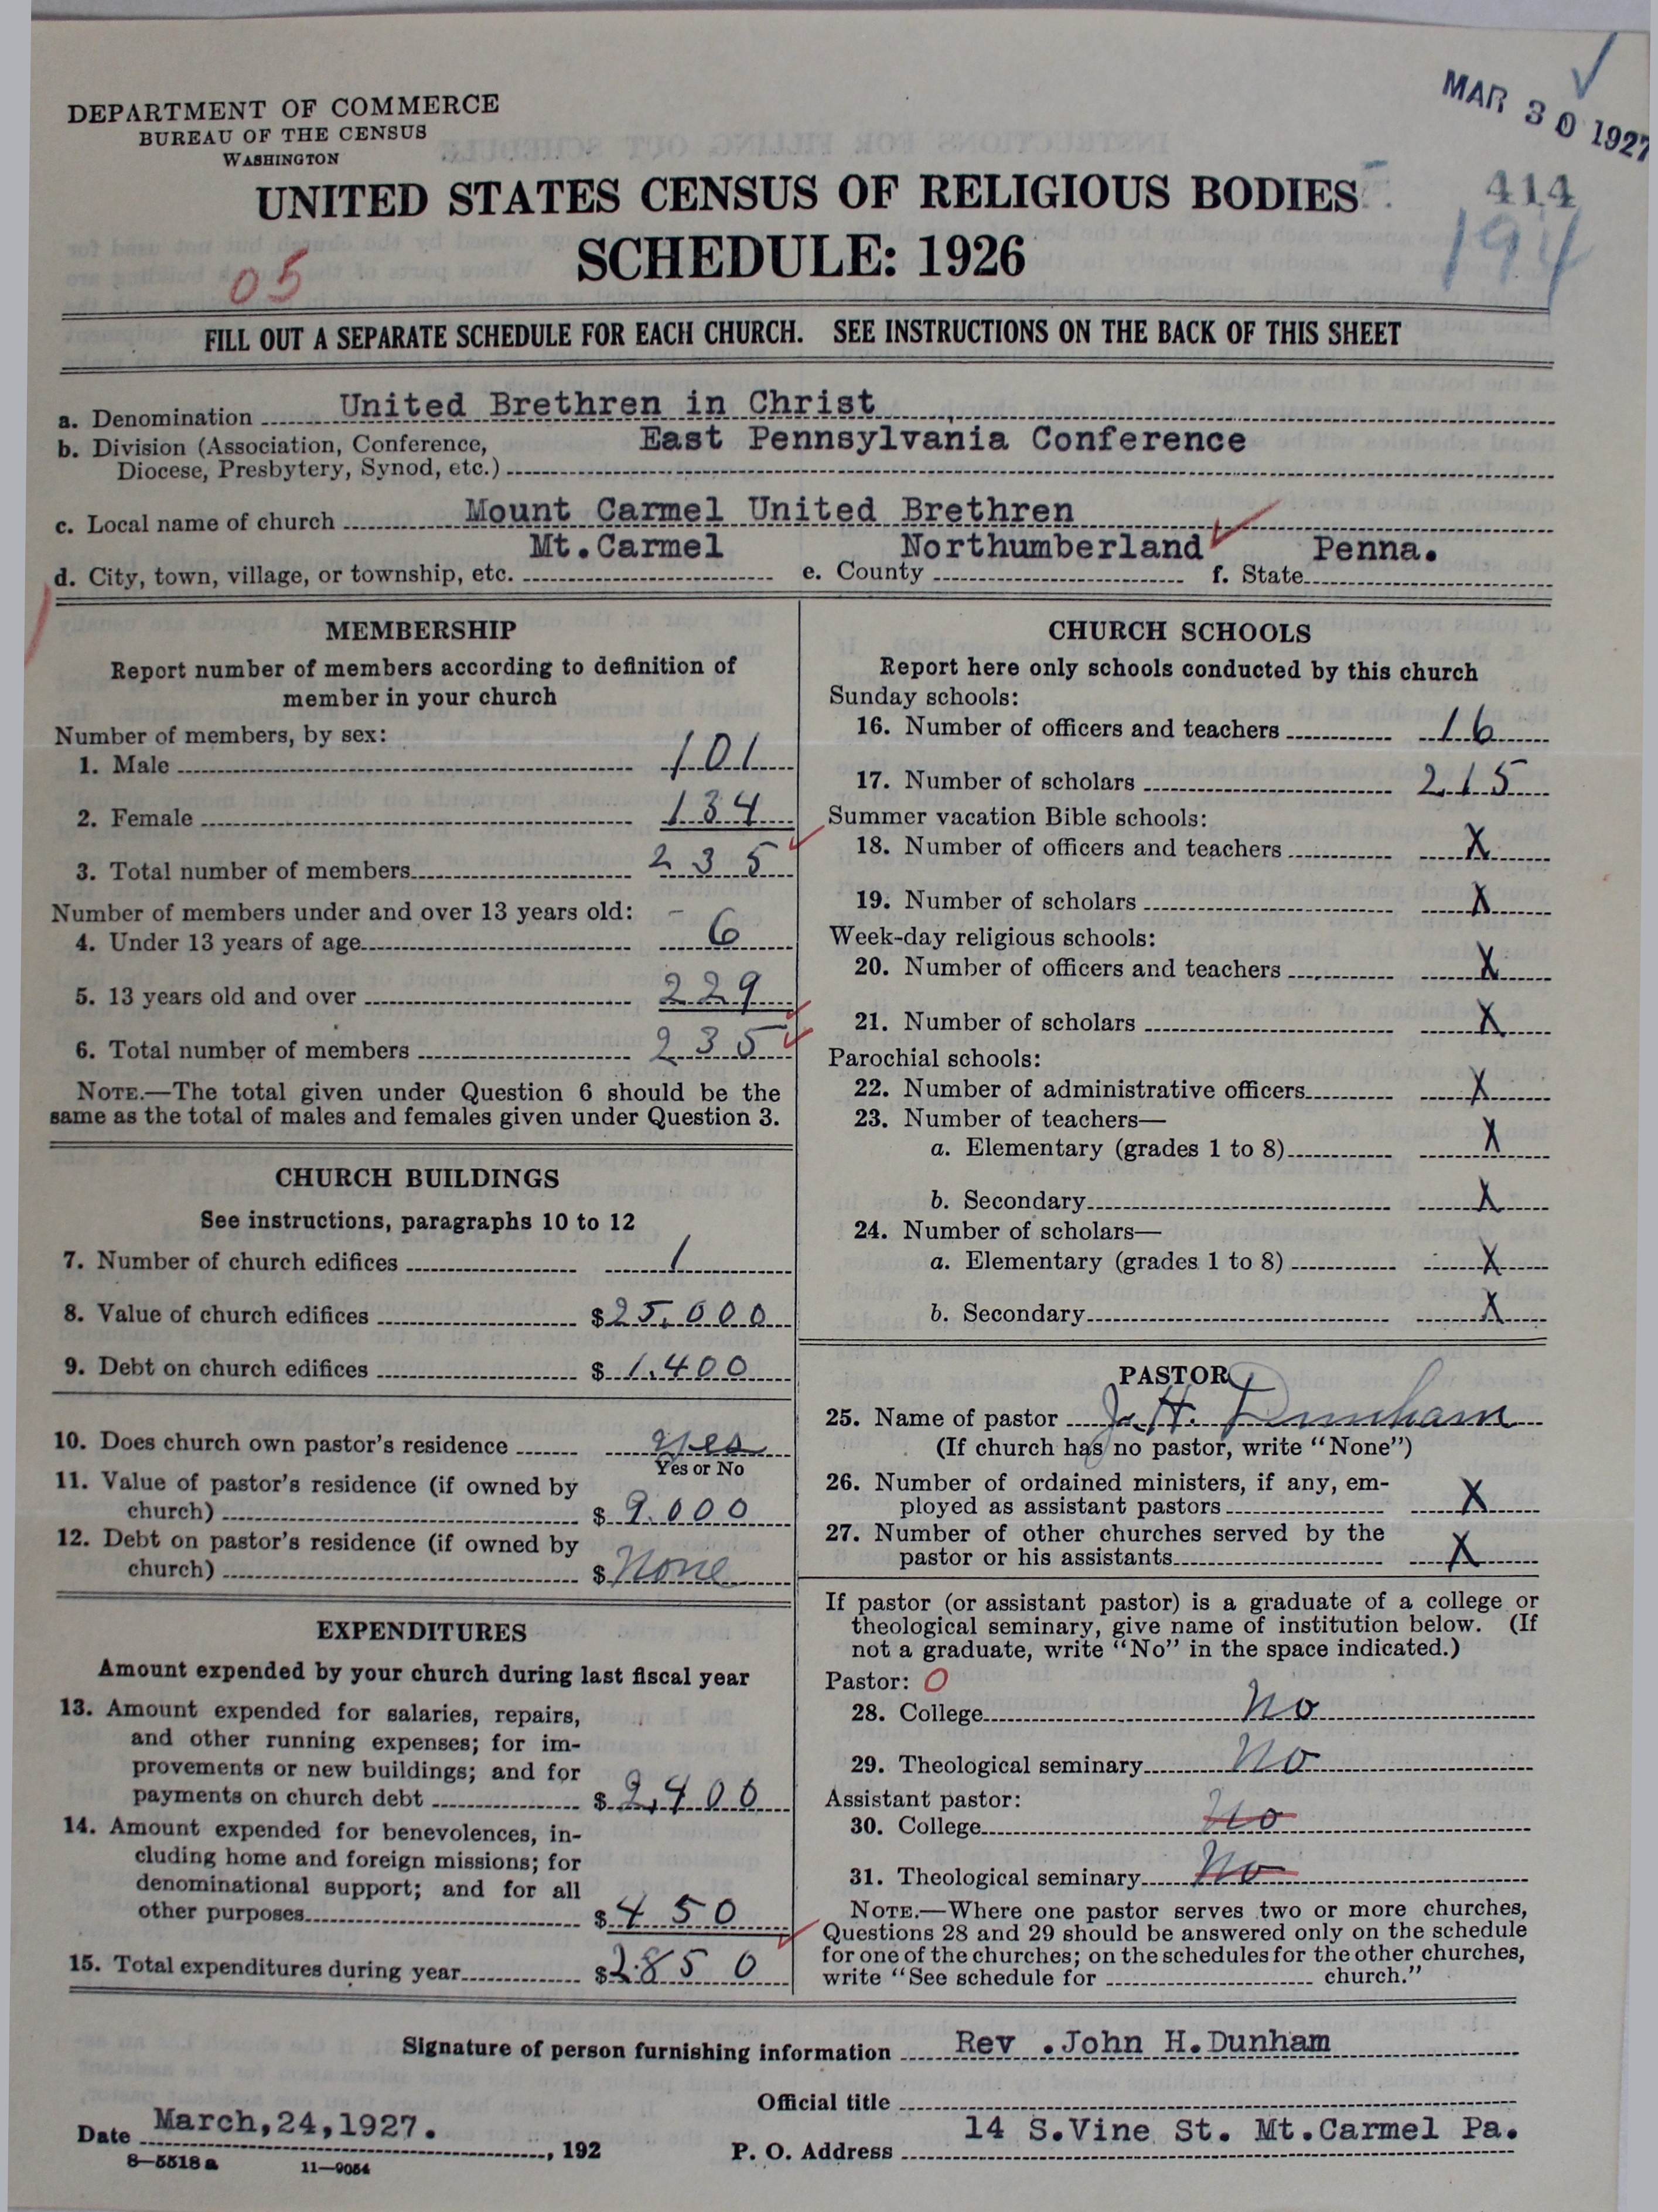 MAR 30 1927
DEPARTMENT OF COMMERCE
BUREAU OF THE CENSUS
WASHINGTON
414
194
UNITED STATES CENSUS OF RELIGIOUS BODIES
SCHEDULE: 1926
05
FILL OUT A SEPARATE SCHEDULE FOR EACH CHURCH. SEE INSTRUCTIONS ON THE BACK OF THIS SHEET
a. Denomination United Brethren in Christ
b. Division (Association, Conference, East Pennsylvania Conference
Diocese, Presbytery, Synod, etc.)
c. Local name of church Mount Carmel United Brethren
d. City, town, village, or township, etc. Mt.Carmel e. County Northumberland f. State Penna.
MEMBERSHIP
Report number of members according to definition of
member in your church
Number of members, by sex:
1. Male 101
2. Female 134
3. Total number of members 235
Number of members under and over 13 years old:
4. Under 13 years of age 6
5. 13 years old and over 229
6. Total number of members 235
NOTE.—The total given under Question 6 should be the
same as the total of males and females given under Question 3.
CHURCH BUILDINGS
See instructions, paragraphs 10 to 12
7. Number of church edifices 1
8. Value of church edifices $25,000
9. Debt on church edifices $1,400
10. Does church own pastor's residence yes
Yes or No
11. Value of pastor's residence (if owned by
church) $9,000
12. Debt on pastor's residence (if owned by
church) $None
EXPENDITURES
Amount expended by your church during last fiscal year
13. Amount expended for salaries, repairs,
and other running expenses; for im-
provements or new buildings; and for
payments on church debt $2,400
14. Amount expended for benevolences, in-
cluding home and foreign missions; for
denominational support; and for all
other purposes $450
15. Total expenditures during year $2850
CHURCH SCHOOLS
Report here only schools conducted by this church
Sunday schools:
16. Number of officers and teachers 16
17. Number of scholars 215
Summer vacation Bible schools:
18. Number of officers and teachers X
19. Number of scholars X
Week-day religious schools:
20. Number of officers and teachers X
21. Number of scholars X
Parochial schools:
22. Number of administrative officers X
23. Number of teachers—
a. Elementary (grades 1 to 8) X
b. Secondary X
24. Number of scholars—
a. Elementary (grades 1 to 8) X
b. Secondary X
PASTOR
25. Name of pastor J. H. Dunham
(If church has no pastor, write "None")
26. Number of ordained ministers, if any, em-
ployed as assistant pastors X
27. Number of other churches served by the
pastor or his assistants X
If pastor (or assistant pastor) is a graduate of a college or
theological seminary, give name of institution below. (If
not a graduate, write "No" in the space indicated.)
Pastor: O
28. College No
29. Theological seminary No
Assistant pastor:
30. College No
31. Theological seminary No
NOTE.—Where one pastor serves two or more churches,
Questions 28 and 29 should be answered only on the schedule
for one of the churches; on the schedules for the other churches,
write "See schedule for church."
Signature of person furnishing information Rev .John H.Dunham
Official title
Date March,24,1927. , 192 P. O. Address 14 S.Vine St. Mt.Carmel Pa.
8—5518a 11—9054